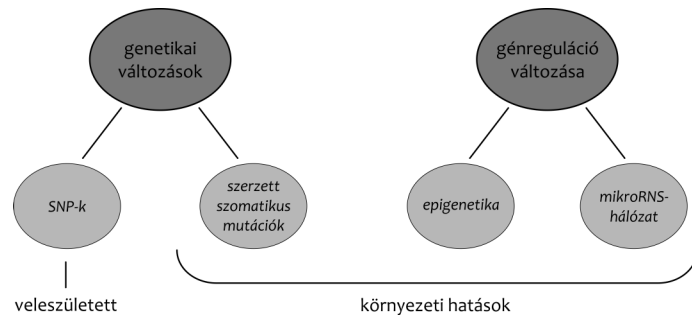 genetikai
változások
génreguláció
változása
SNP-k
szerzett
szomatikus
mutációk
epigenetika
mikroRNS-
hálózat
veleszületett
környezeti hatások